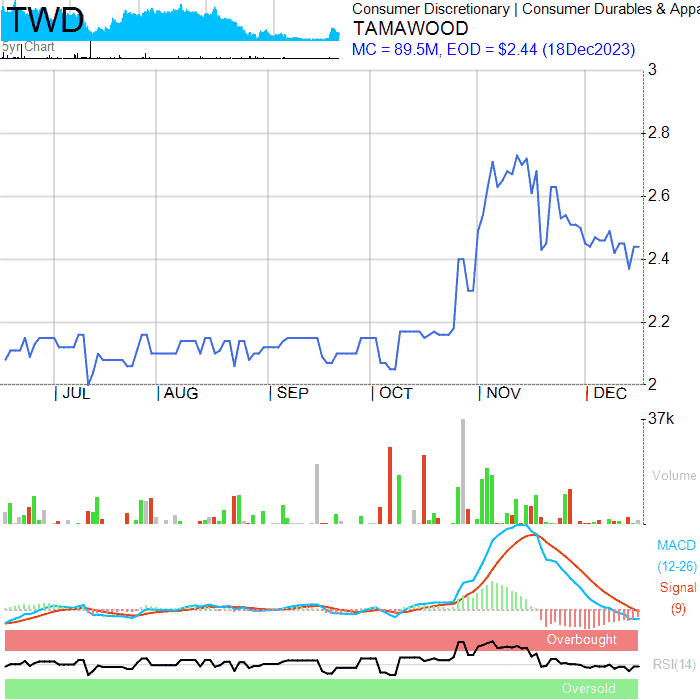 TWD
5yr Chart
Consumer Discretionary | Consumer Durables & Appa
TAMAWOOD
MC = 89.5M, EOD = $2.44 (18Dec2023)
3
2.8
2.6
2.4
2.2
2
| JUL | AUG | SEP | OCT | NOV | DEC
37k
Volume
MACD
(12-26)
Signal
(9)
Overbought
RSI(14)
Oversold